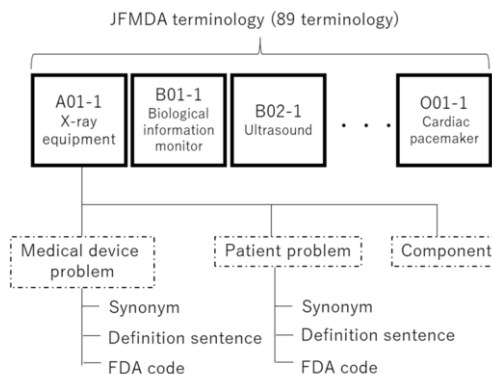 JFMDA terminology (89 terminology)
A01-1
X-ray
equipment
B01-1
Biological
information
monitor
B02-1
Ultrasound
. . .
O01-1
Cardiac
pacemaker
Medical device
problem
Synonym
Definition sentence
FDA code
Patient problem
Synonym
Definition sentence
FDA code
Component